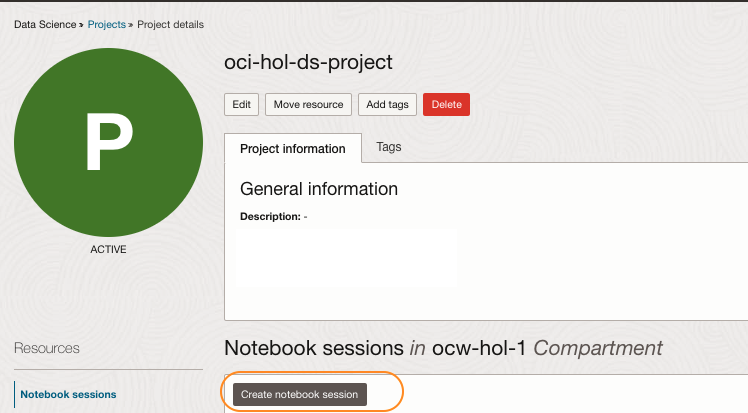 Data Science » Projects » Project details
P
ACTIVE
oci-hol-ds-project
Edit Move resource Add tags Delete
Project information Tags
General information
Description: -
Resources
Notebook sessions
Notebook sessions in ocw-hol-1 Compartment
Create notebook session